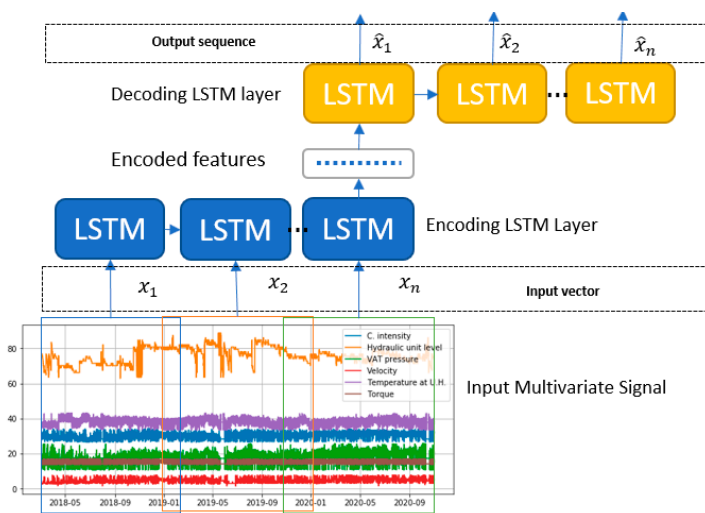 Output sequence
x̂1
x̂2
x̂n
Decoding LSTM layer
LSTM
LSTM
...
LSTM
Encoded features
LSTM
LSTM
...
LSTM
Encoding LSTM Layer
x1
x2
xn
Input vector
C. intensity
Hydraulic unit level
VAT pressure
Velocity
Temperature at U.H.
Torque
Input Multivariate Signal
80
60
40
20
0
2018-05
2018-09
2019-01
2019-05
2019-09
2020-01
2020-05
2020-09